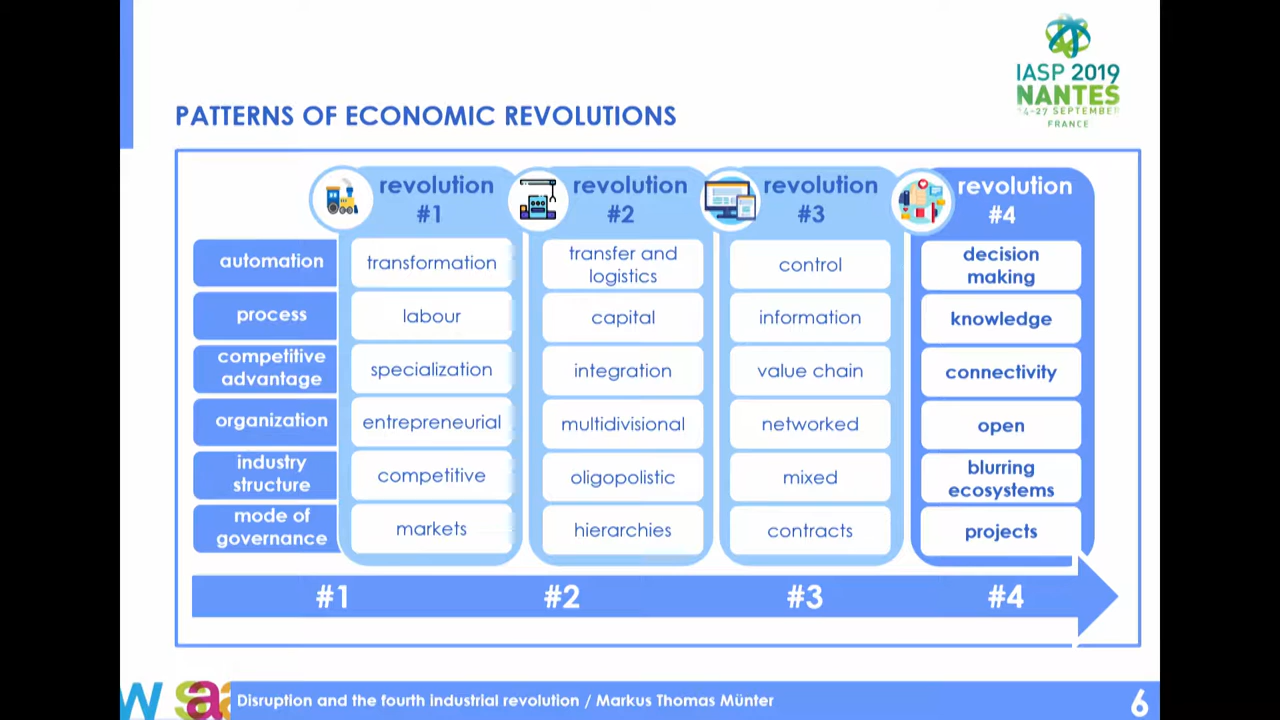 IASP 2019
NANTES
24-27 SEPTEMBER
FRANCE
PATTERNS OF ECONOMIC REVOLUTIONS
revolution
#1
revolution
#2
revolution
#3
revolution
#4
automation
transformation
transfer and
logistics
control
decision
making
process
labour
capital
information
knowledge
competitive
advantage
specialization
integration
value chain
connectivity
organization
entrepreneurial
multidivisional
networked
open
industry
structure
competitive
oligopolistic
mixed
blurring
ecosystems
mode of
governance
markets
hierarchies
contracts
projects
#1 #2 #3 #4
Disruption and the fourth industrial revolution / Markus Thomas Münter
6